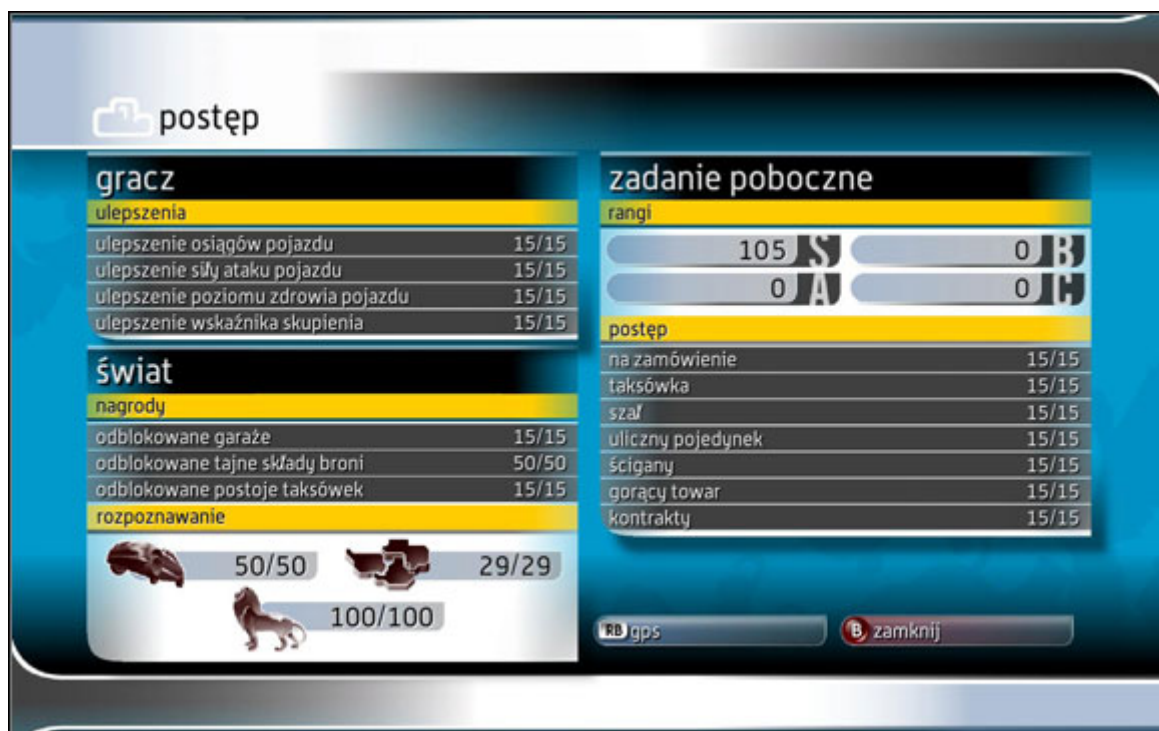 postęp
gracz
ulepszenia
ulepszenie osiągów pojazdu 15/15
ulepszenie siły ataku pojazdu 15/15
ulepszenie poziomu zdrowia pojazdu 15/15
ulepszenie wskaźnika skupienia 15/15
świat
nagrody
odblokowane garaże 15/15
odblokowane tajne składy broni 50/50
odblokowane postoje taksówek 15/15
rozpoznawanie
50/50 29/29
100/100
zadanie poboczne
rangi
105 S 0 B
0 A 0 C
postęp
na zamówienie 15/15
taksówka 15/15
szał 15/15
uliczny pojedynek 15/15
ścigany 15/15
gorący towar 15/15
kontrakty 15/15
RB gps B zamknij